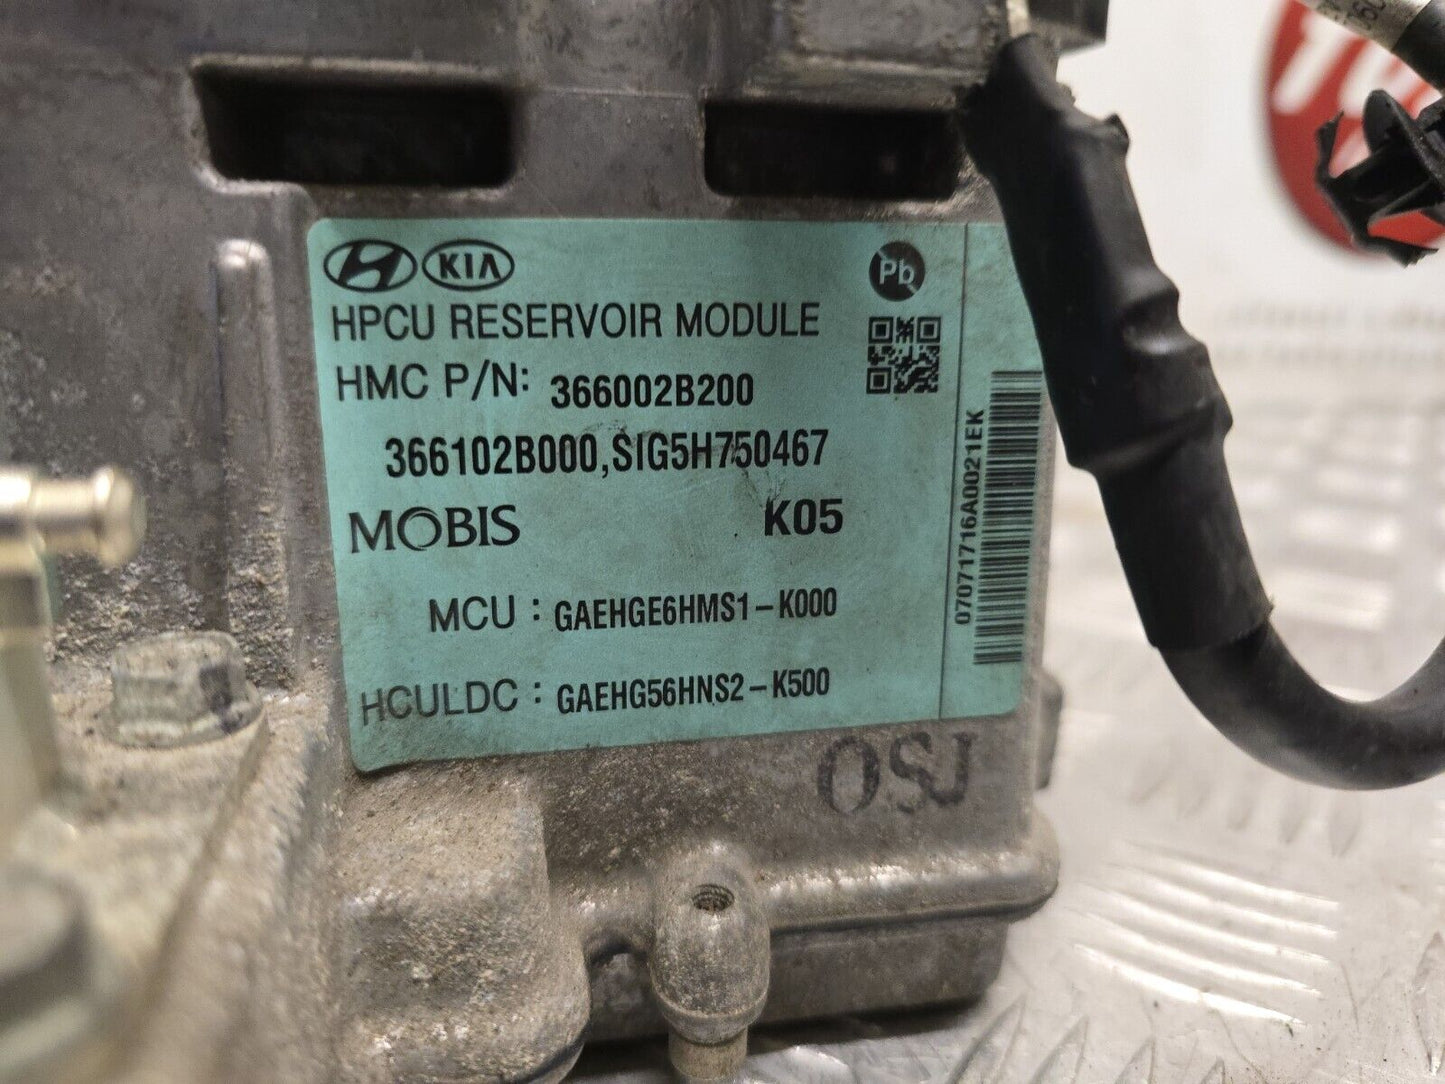 KIA
Pb
HPCU RESERVOIR MODULE
HMC P/N: 366002B200
366102B000,SIG5H750467
MOBIS K05
MCU : GAEHGE6HMS1-K000
HCULDC : GAEHG56HNS2-K500
07071716A0021EK
OSJ